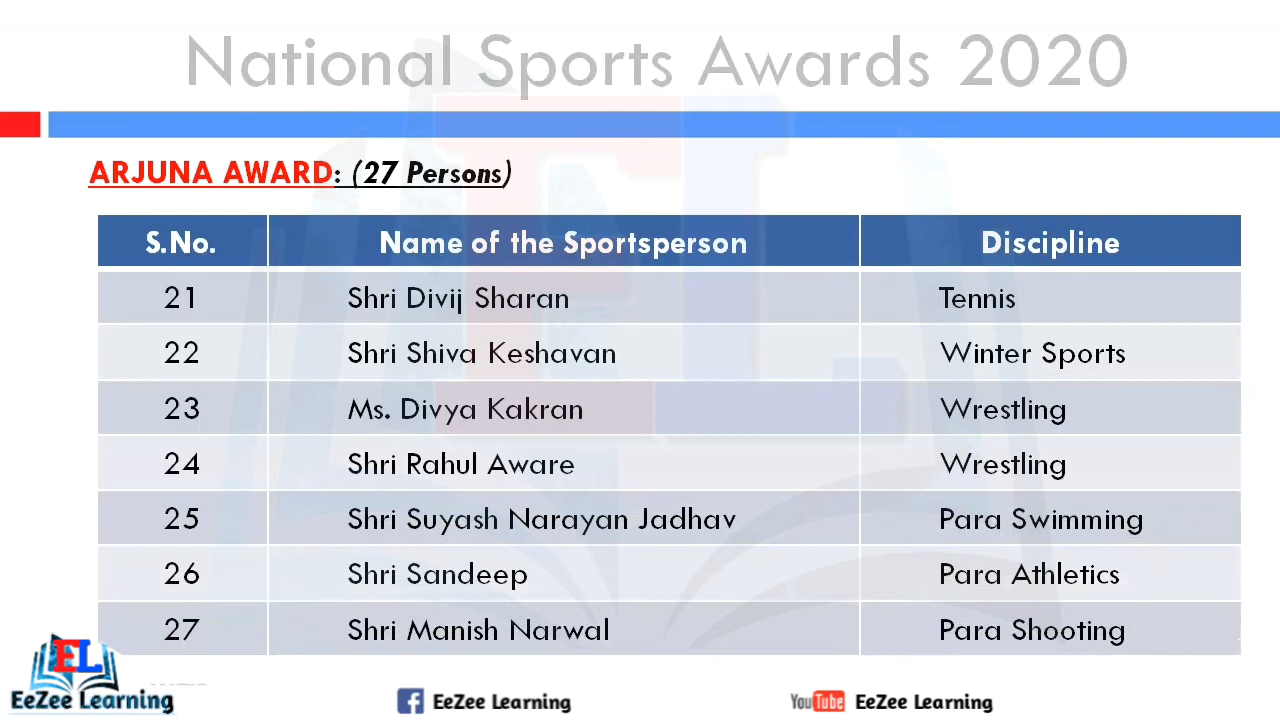 National Sports Awards 2020
ARJUNA AWARD: (27 Persons)
S.No. Name of the Sportsperson Discipline
21 Shri Divij Sharan Tennis
22 Shri Shiva Keshavan Winter Sports
23 Ms. Divya Kakran Wrestling
24 Shri Rahul Aware Wrestling
25 Shri Suyash Narayan Jadhav Para Swimming
26 Shri Sandeep Para Athletics
27 Shri Manish Narwal Para Shooting
EL
EL
EeZee Learning
EeZee Learning
YouTube EeZee Learning